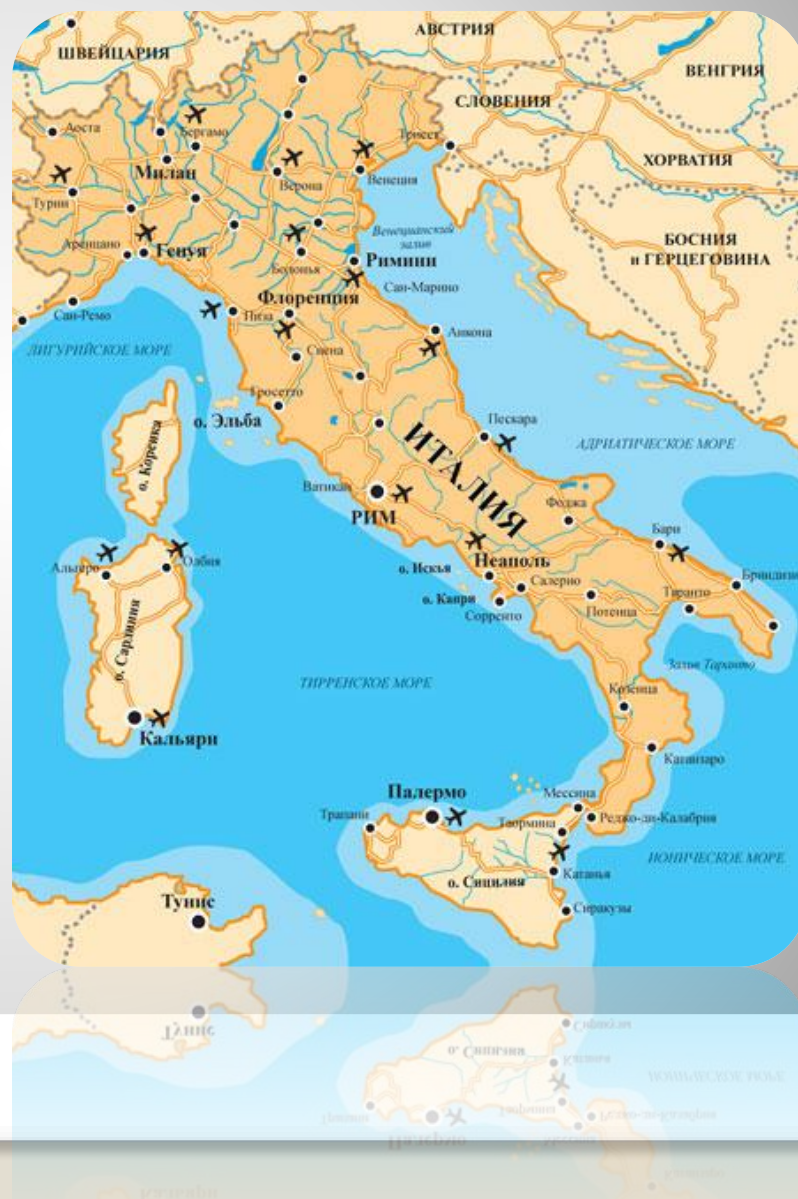 АВСТРИЯ
ШВЕЙЦАРИЯ
ВЕНГРИЯ
СЛОВЕНИЯ
Аоста
Бергамо
Триест
ХОРВАТИЯ
Милан
Верона
Венеция
Турин
Венецианский
залив
БОСНИЯ
и ГЕРЦЕГОВИНА
Аренцано
Генуя
Болонья
Римини
Сан-Марино
Флоренция
Сан-Ремо
Пиза
Анкона
ЛИГУРИЙСКОЕ МОРЕ
Сиена
Гросетто
о. Эльба
Пескара
АДРИАТИЧЕСКОЕ МОРЕ
о. Корсика
ИТАЛИЯ
Ватикан
РИМ
Фоджа
Бари
Альгеро
Олбия
о. Искья
Неаполь
Салерно
Бриндизи
о. Капри
Сорренто
Потенца
Таранто
о. Сардиния
Залив Таранто
ТИРРЕНСКОЕ МОРЕ
Козенца
Кальяри
Катанзаро
Палермо
Мессина
Трапани
Таормина
Реджо-ди-Калабрия
ИОНИЧЕСКОЕ МОРЕ
о. Сицилия
Катанья
Тунис
Сиракузы